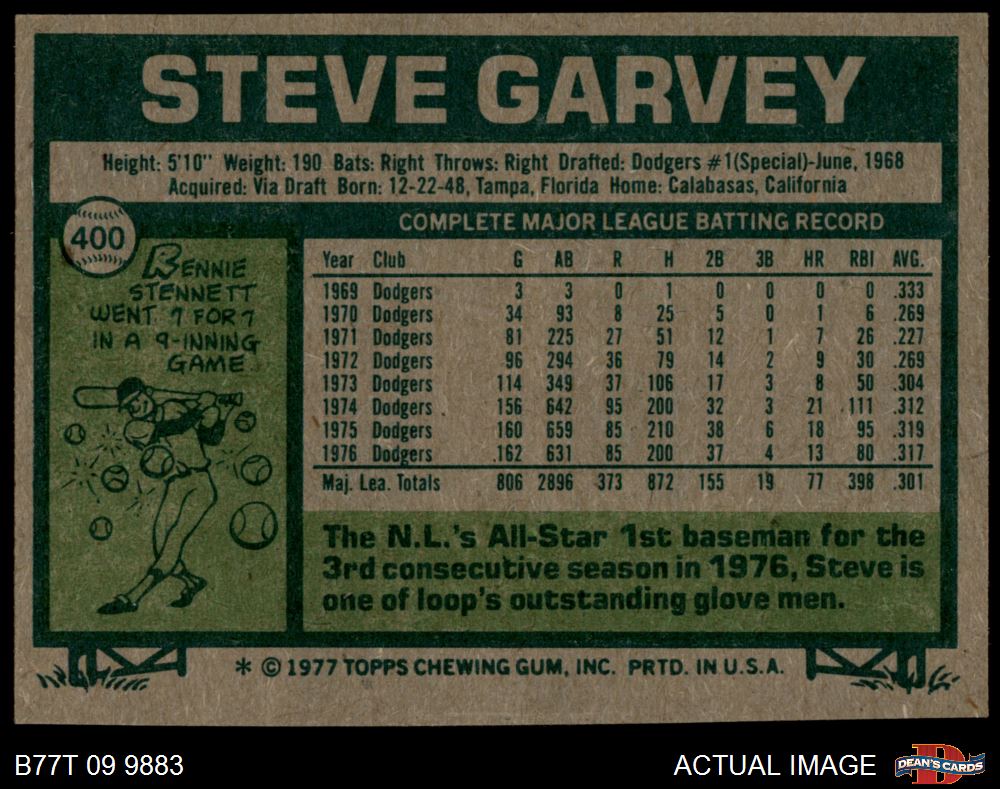 STEVE GARVEY
Height: 5'10" Weight: 190 Bats: Right Throws: Right Drafted: Dodgers #1(Special)-June, 1968
Acquired: Via Draft Born: 12-22-48, Tampa, Florida Home: Calabasas, California
400
RENNIE
STENNETT
WENT 7 FOR 7
IN A 9-INNING
GAME
COMPLETE MAJOR LEAGUE BATTING RECORD
Year Club G AB R H 2B 3B HR RBI AVG.
1969 Dodgers 3 3 0 1 0 0 0 0 .333
1970 Dodgers 34 93 8 25 5 0 1 6 .269
1971 Dodgers 81 225 27 51 12 1 7 26 .227
1972 Dodgers 96 294 36 79 14 2 9 30 .269
1973 Dodgers 114 349 37 106 17 3 8 50 .304
1974 Dodgers 156 642 95 200 32 3 21 111 .312
1975 Dodgers 160 659 85 210 38 6 18 95 .319
1976 Dodgers 162 631 85 200 37 4 13 80 .317
Maj. Lea. Totals 806 2896 373 872 155 19 77 398 .301
The N.L.'s All-Star 1st baseman for the
3rd consecutive season in 1976, Steve is
one of loop's outstanding glove men.
* © 1977 TOPPS CHEWING GUM, INC. PRTD. IN U.S.A.
B77T 09 9883
ACTUAL IMAGE
D
DEAN'S CARDS